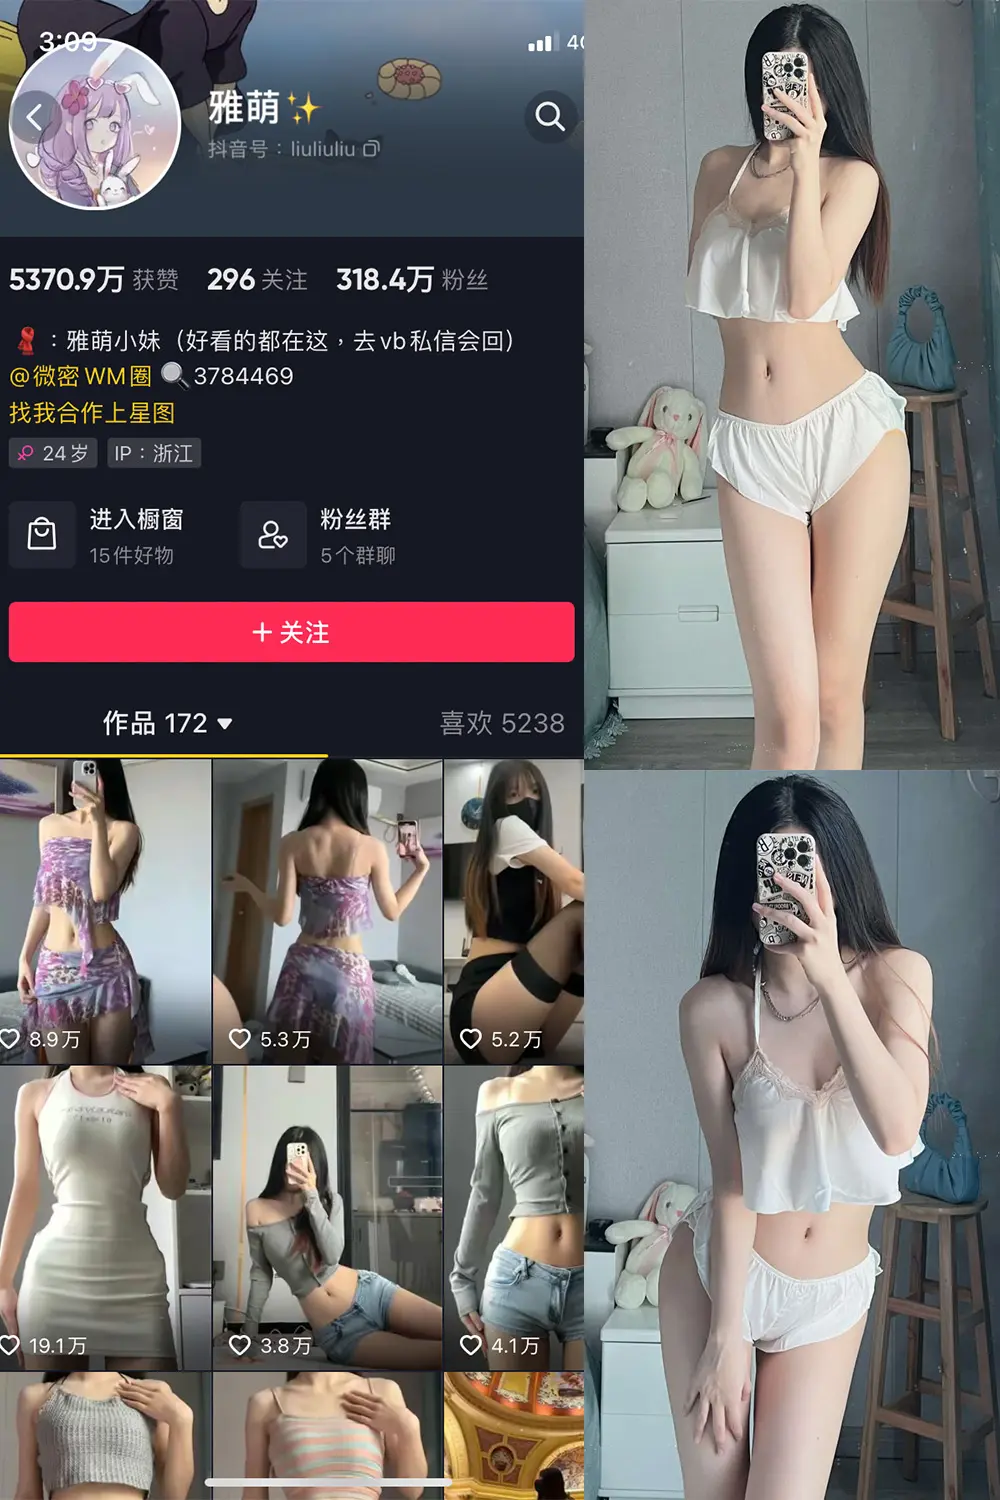 3:09
4G
雅萌✨
抖音号：liuliuliu
5370.9万 获赞 296 关注 318.4万 粉丝
：雅萌小妹（好看的都在这，去vb私信会回）
@微密WM圈 🔍3784469
找我合作上星图
24岁 IP：浙江
进入橱窗 粉丝群
15件好物 5个群聊
+ 关注
作品 172 喜欢 5238
8.9万 5.3万 5.2万
19.1万 3.8万 4.1万